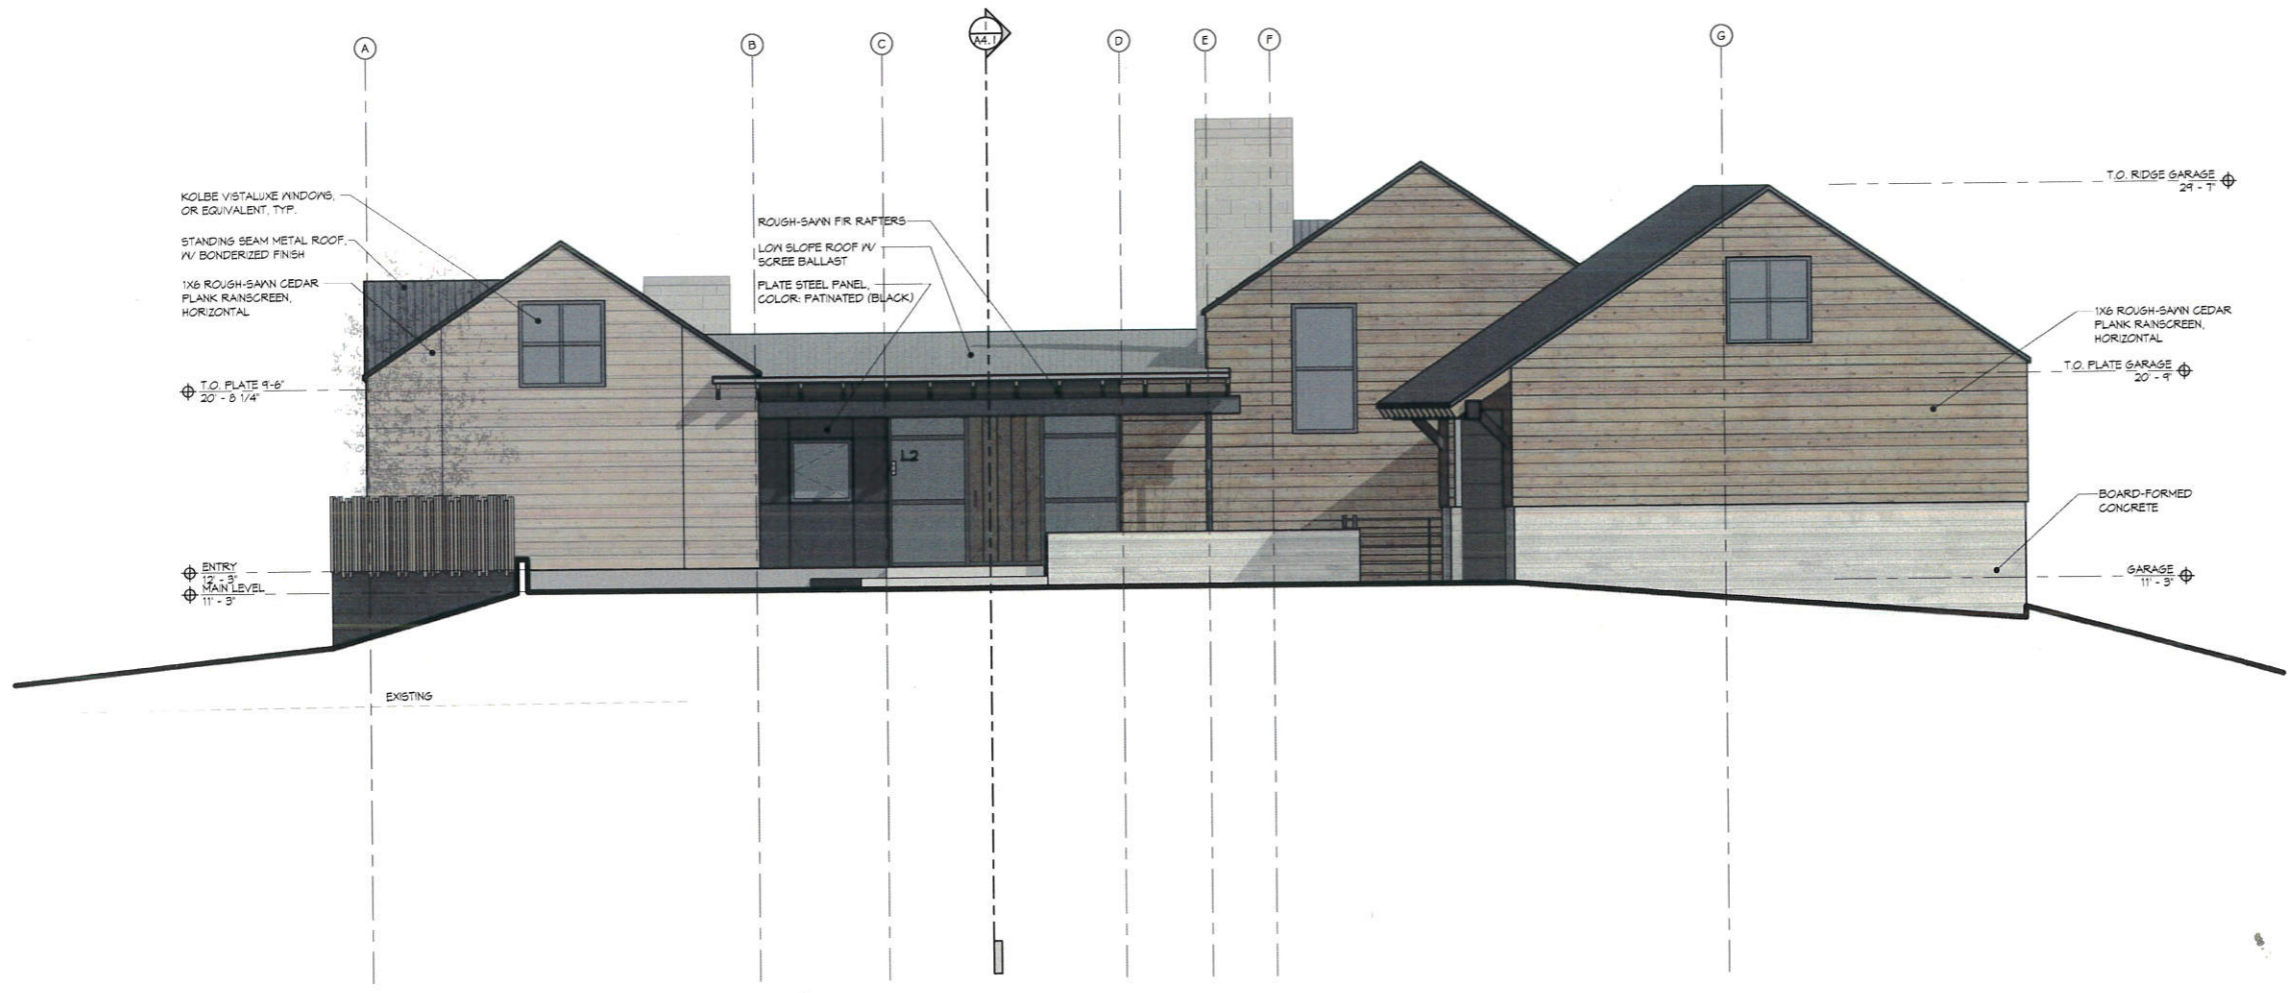 A
B
C
1
A4.1
D
E
F
G
KOLBE VISTALUXE WINDOWS,
OR EQUIVALENT, TYP.
STANDING SEAM METAL ROOF,
W/ BONDERIZED FINISH
1X6 ROUGH-SAWN CEDAR
PLANK RAINSCREEN,
HORIZONTAL
T.O. PLATE 9'-6"
20' - 8 1/4"
ENTRY
12' - 3"
MAIN LEVEL
11' - 3"
EXISTING
ROUGH-SAWN FIR RAFTERS
LOW SLOPE ROOF W/
SCREE BALLAST
PLATE STEEL PANEL,
COLOR: PATINATED (BLACK)
L2
T.O. RIDGE GARAGE
29' - 7"
1X6 ROUGH-SAWN CEDAR
PLANK RAINSCREEN,
HORIZONTAL
T.O. PLATE GARAGE
20' - 9"
BOARD-FORMED
CONCRETE
GARAGE
11' - 3"